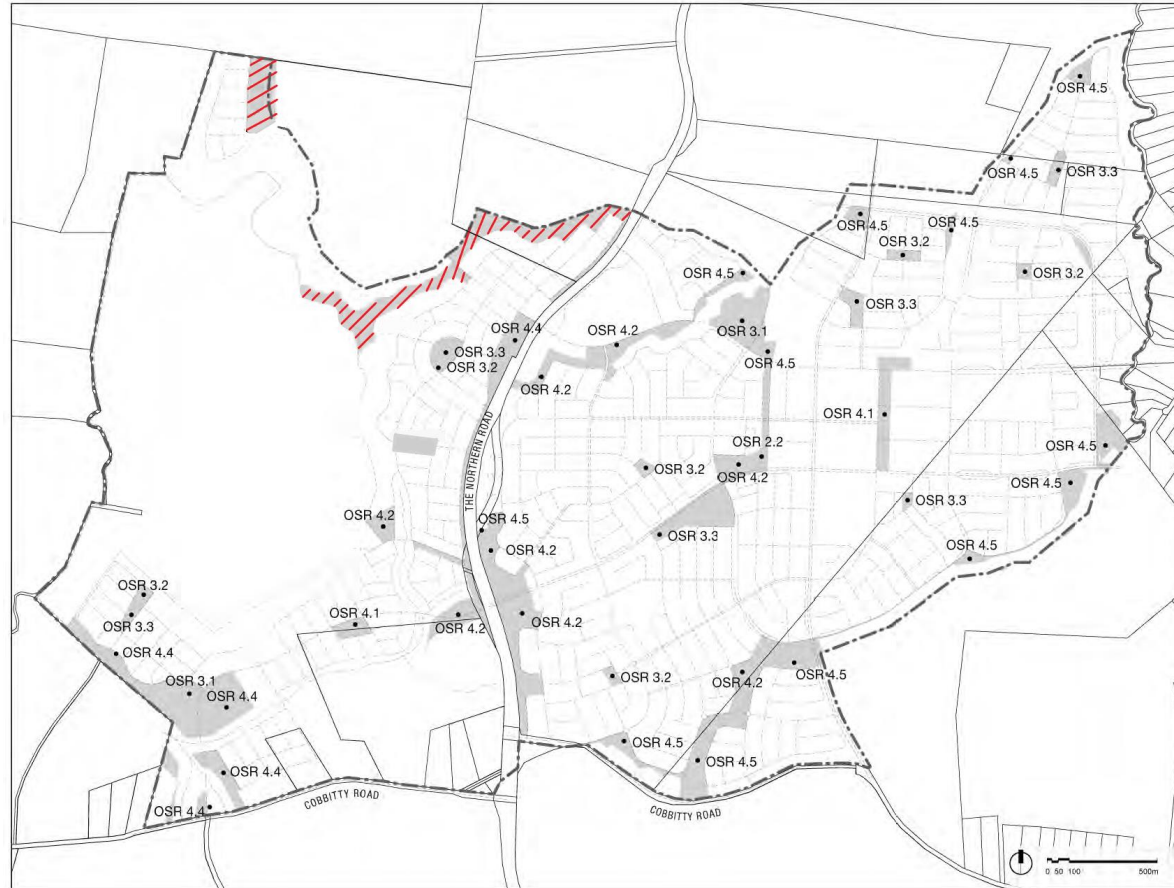 OSR 4.5
OSR 4.5
OSR 3.3
OSR 4.5
OSR 4.5
OSR 3.2
OSR 3.2
OSR 4.5
OSR 3.3
OSR 3.1
OSR 4.4
OSR 4.2
OSR 3.3
OSR 3.2
OSR 4.5
OSR 4.2
OSR 4.1
THE NORTHERN ROAD
OSR 2.2
OSR 4.5
OSR 3.2
OSR 4.2
OSR 4.5
OSR 3.3
OSR 4.2
OSR 4.5
OSR 3.3
OSR 4.2
OSR 4.5
OSR 3.2
OSR 3.3
OSR 4.1
OSR 4.2
OSR 4.2
OSR 4.4
OSR 3.2
OSR 4.2
OSR 4.5
OSR 3.1
OSR 4.4
OSR 4.5
OSR 4.5
OSR 4.4
OSR 4.4
COBBITTY ROAD
COBBITTY ROAD
0 50 100 500m